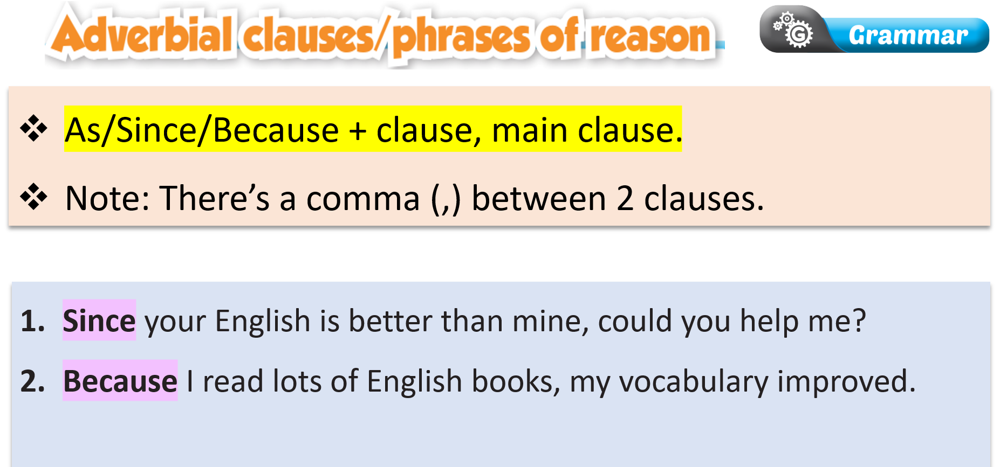 Adverbial clauses/phrases of reason
G Grammar
❖ As/Since/Because + clause, main clause.
❖ Note: There’s a comma (,) between 2 clauses.
1. Since your English is better than mine, could you help me?
2. Because I read lots of English books, my vocabulary improved.